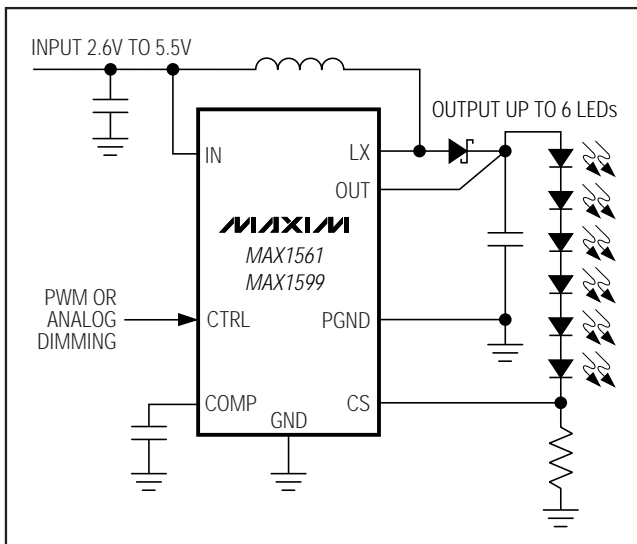 INPUT 2.6V TO 5.5V
OUTPUT UP TO 6 LEDs
IN
LX
OUT
MAXIM
MAX1561
MAX1599
PWM OR
ANALOG
DIMMING
CTRL
PGND
COMP
CS
GND